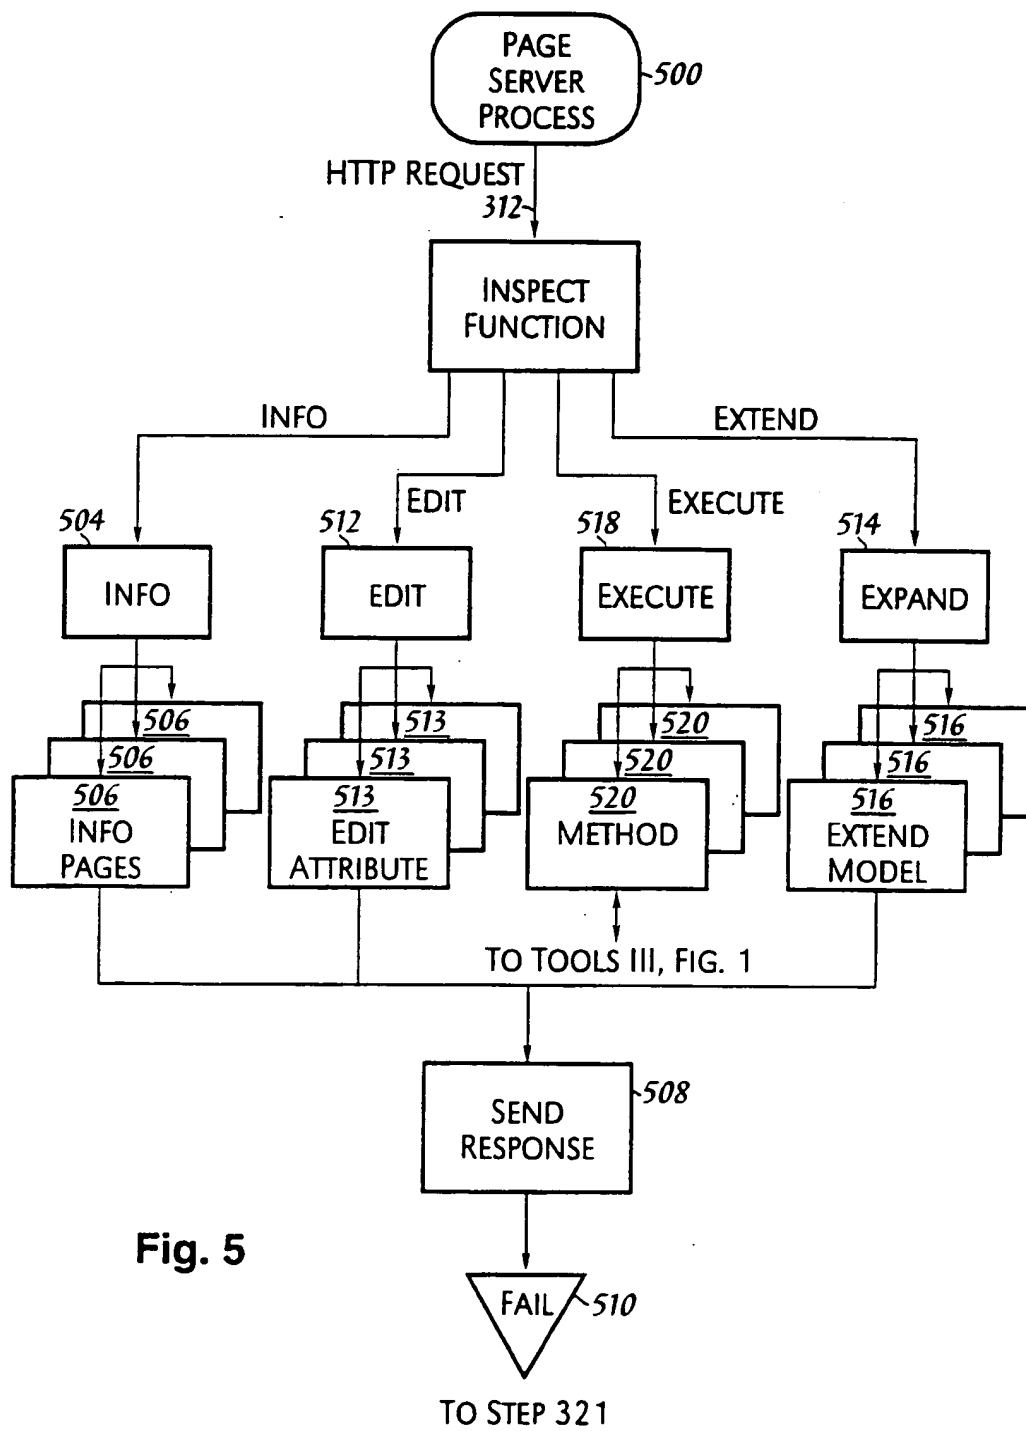 PAGE
SERVER
PROCESS
500
HTTP REQUEST
312
INSPECT
FUNCTION
INFO
EXTEND
EDIT
EXECUTE
504
512
518
514
INFO
EDIT
EXECUTE
EXPAND
506
513
520
516
506
513
520
516
506
INFO
PAGES
513
EDIT
ATTRIBUTE
520
METHOD
516
EXTEND
MODEL
TO TOOLS III, FIG. 1
508
SEND
RESPONSE
Fig. 5
FAIL
510
TO STEP 321